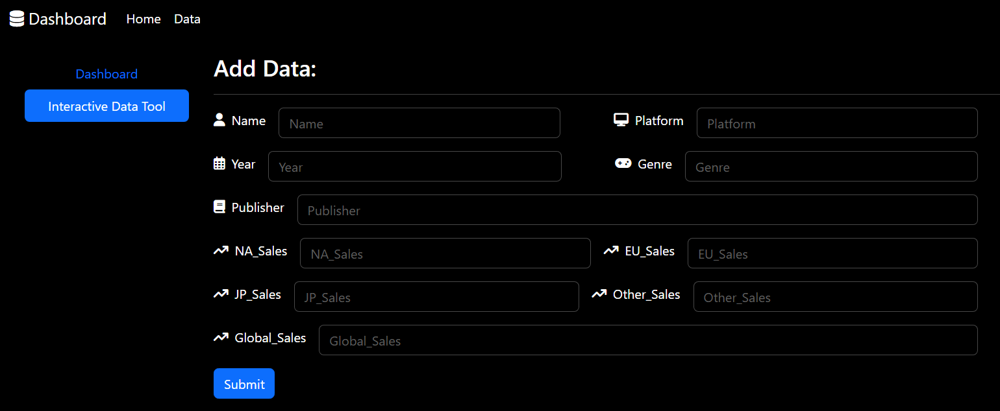 Dashboard Home Data
Dashboard
Interactive Data Tool
Add Data:
Name Name Platform Platform
Year Year Genre Genre
Publisher Publisher
NA_Sales NA_Sales EU_Sales EU_Sales
JP_Sales JP_Sales Other_Sales Other_Sales
Global_Sales Global_Sales
Submit